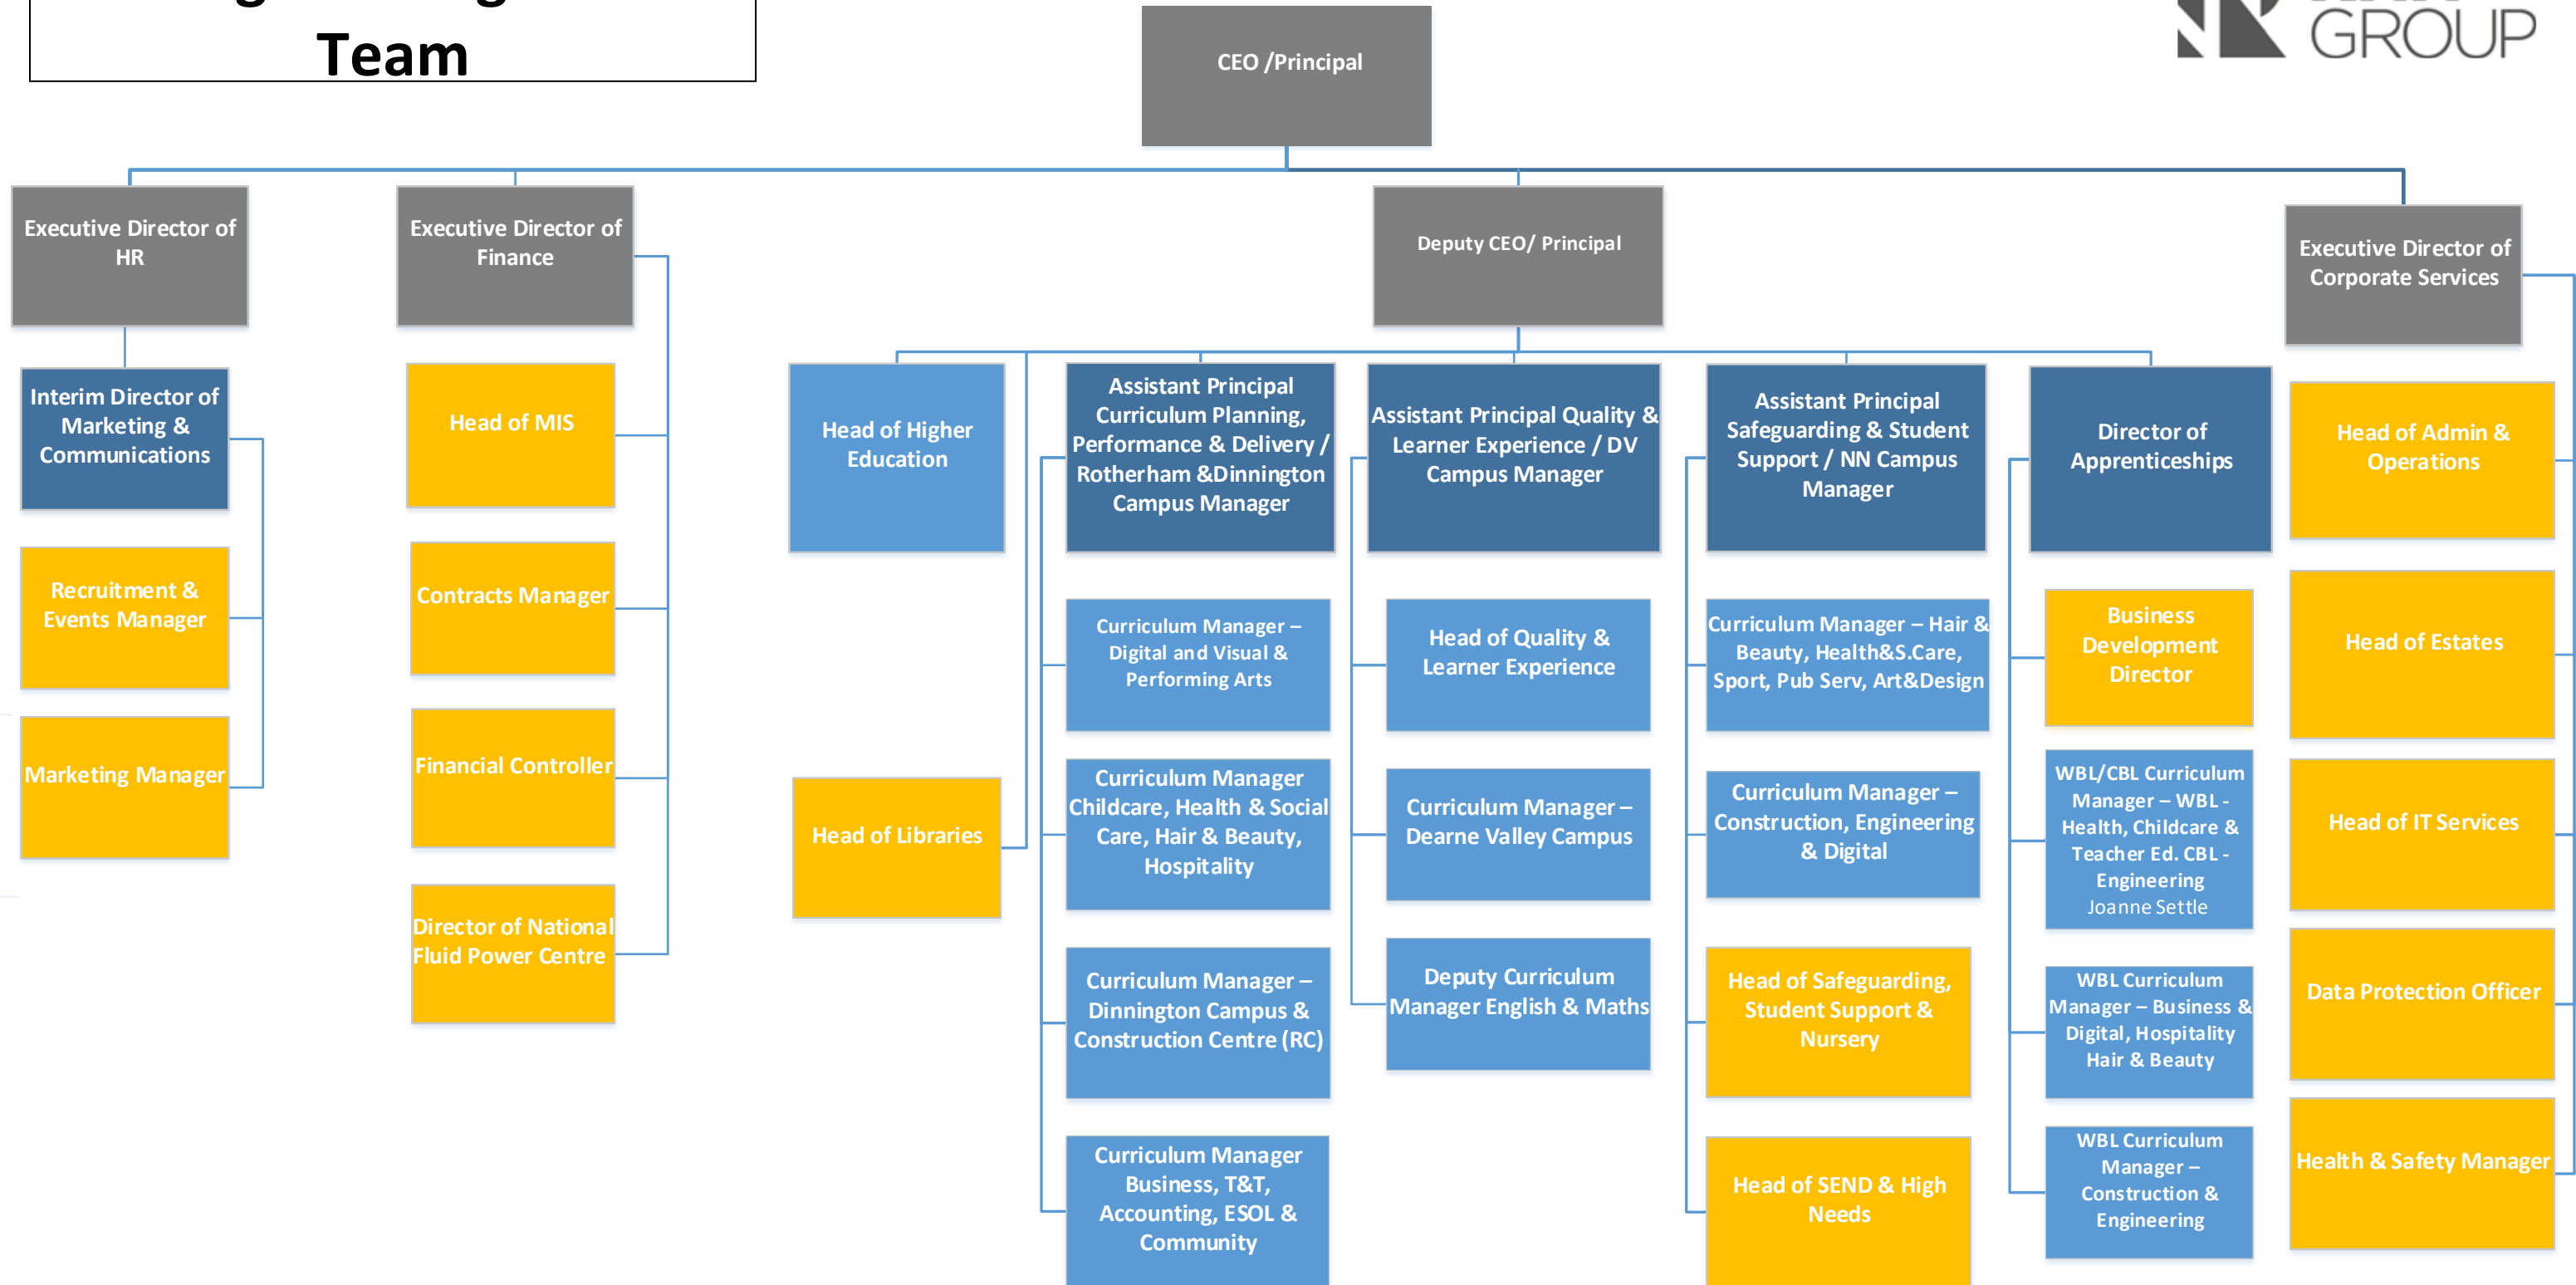 Team
GROUP
CEO /Principal
Executive Director of
HR
Executive Director of
Finance
Deputy CEO/ Principal
Executive Director of
Corporate Services
Interim Director of
Marketing &
Communications
Recruitment &
Events Manager
Marketing Manager
Head of MIS
Contracts Manager
Financial Controller
Director of National
Fluid Power Centre
Head of Higher
Education
Head of Libraries
Assistant Principal
Curriculum Planning,
Performance & Delivery /
Rotherham &Dinnington
Campus Manager
Curriculum Manager –
Digital and Visual &
Performing Arts
Curriculum Manager
Childcare, Health & Social
Care, Hair & Beauty,
Hospitality
Curriculum Manager –
Dinnington Campus &
Construction Centre (RC)
Curriculum Manager
Business, T&T,
Accounting, ESOL &
Community
Assistant Principal Quality &
Learner Experience / DV
Campus Manager
Head of Quality &
Learner Experience
Curriculum Manager –
Dearne Valley Campus
Deputy Curriculum
Manager English & Maths
Assistant Principal
Safeguarding & Student
Support / NN Campus
Manager
Curriculum Manager – Hair &
Beauty, Health&S.Care,
Sport, Pub Serv, Art&Design
Curriculum Manager –
Construction, Engineering
& Digital
Head of Safeguarding,
Student Support &
Nursery
Head of SEND & High
Needs
Director of
Apprenticeships
Business
Development
Director
WBL/CBL Curriculum
Manager – WBL -
Health, Childcare &
Teacher Ed. CBL -
Engineering
Joanne Settle
WBL Curriculum
Manager – Business &
Digital, Hospitality
Hair & Beauty
WBL Curriculum
Manager –
Construction &
Engineering
Head of Admin &
Operations
Head of Estates
Head of IT Services
Data Protection Officer
Health & Safety Manager